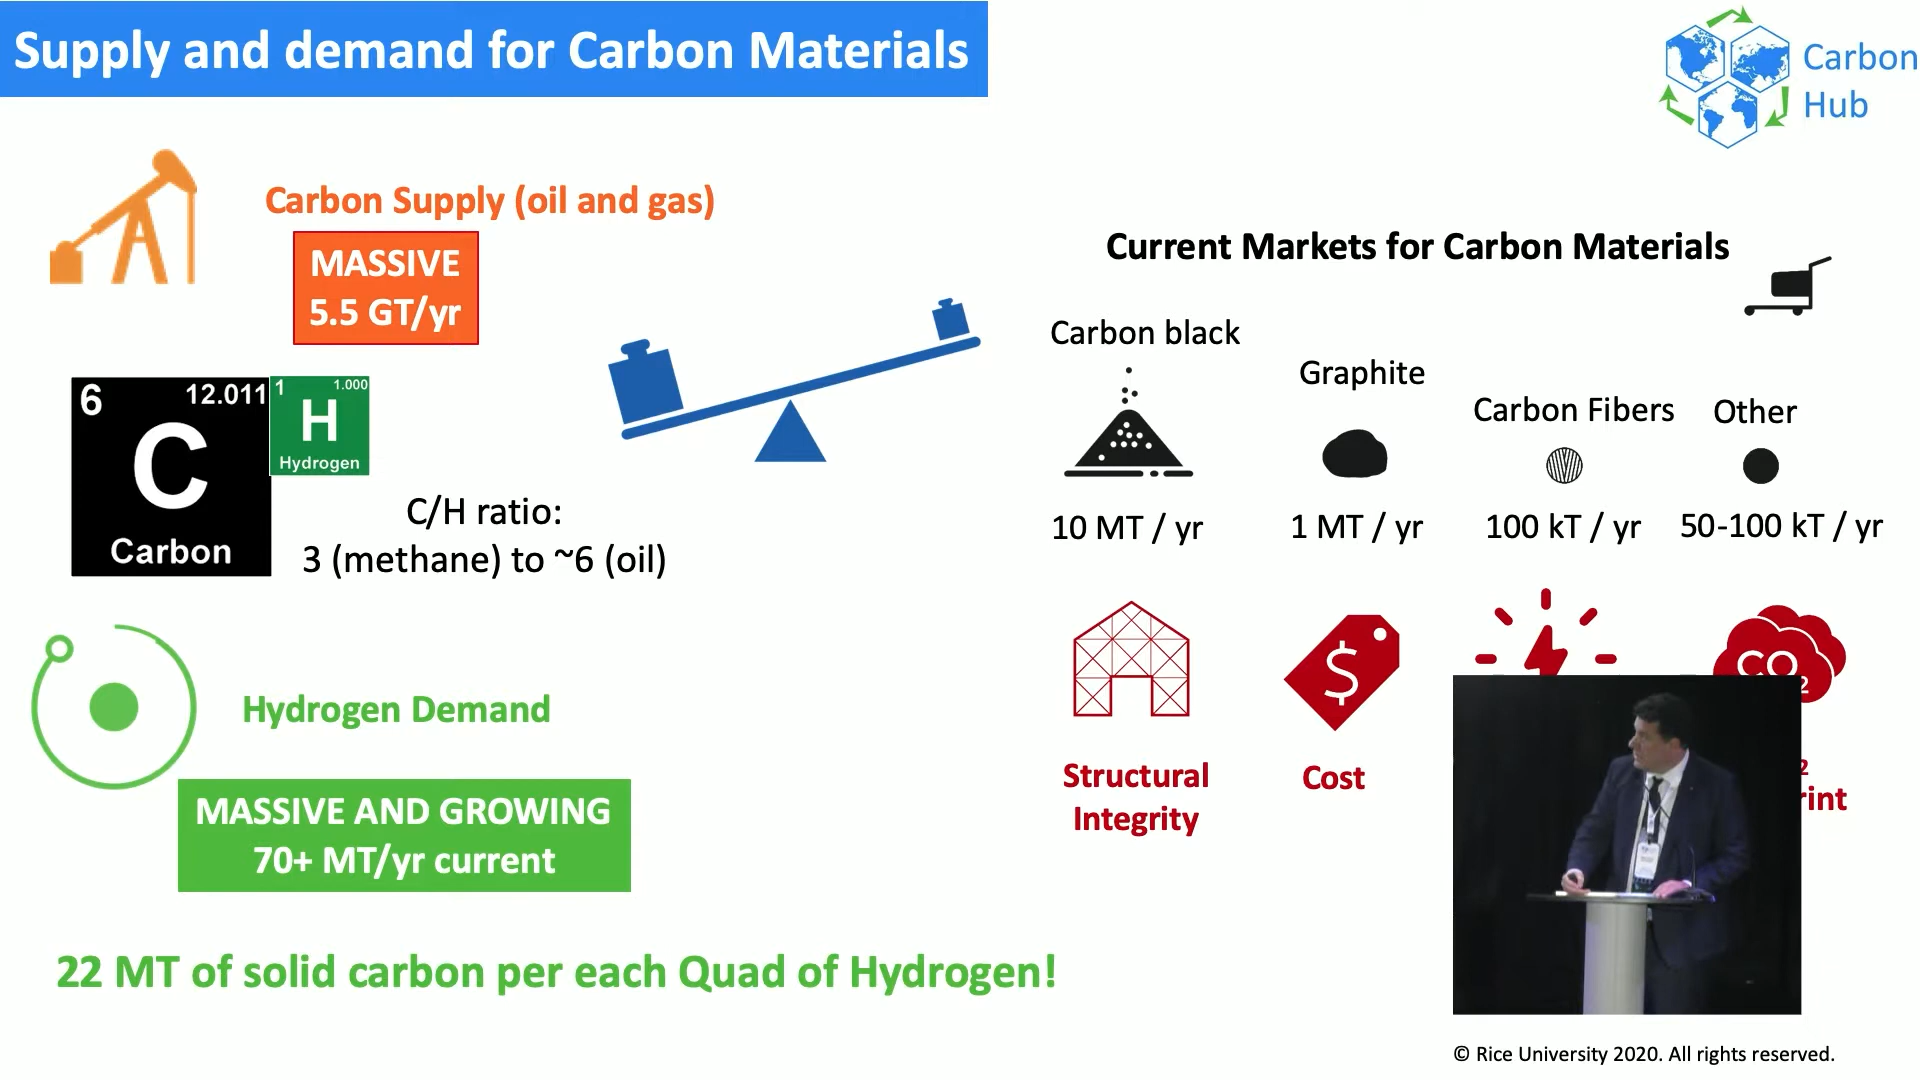 Supply and demand for Carbon Materials
Carbon
Hub
Carbon Supply (oil and gas)
MASSIVE
5.5 GT/yr
6 12.011
C
Carbon
1 1.000
H
Hydrogen
C/H ratio:
3 (methane) to ~6 (oil)
Hydrogen Demand
MASSIVE AND GROWING
70+ MT/yr current
22 MT of solid carbon per each Quad of Hydrogen!
Current Markets for Carbon Materials
Carbon black
Graphite
Carbon Fibers
Other
10 MT / yr
1 MT / yr
100 kT / yr
50-100 kT / yr
$
CO2
Structural
Integrity
Cost
© Rice University 2020. All rights reserved.